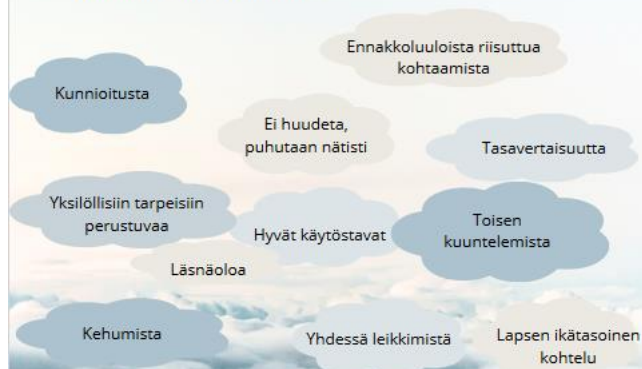 Ennakkoluuloista riisuttua
kohtaamista
Kunnioitusta
Ei huudeta,
puhutaan nätisti
Tasavertaisuutta
Yksilöllisiin tarpeisiin
perustuvaa
Hyvät käytöstavat
Toisen
kuuntelemista
Läsnäoloa
Kehumista
Yhdessä leikkimistä
Lapsen ikätasoinen
kohtelu